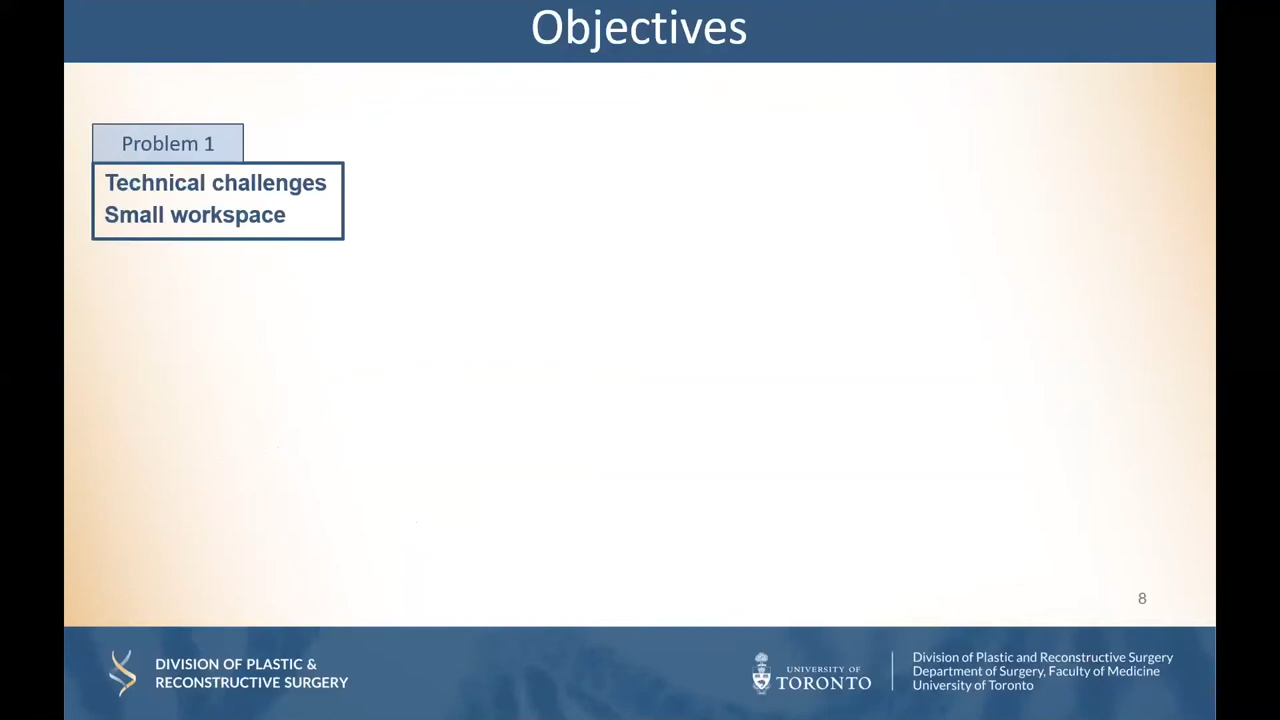 Objectives
Problem 1
Technical challenges
Small workspace
8
DIVISION OF PLASTIC &
RECONSTRUCTIVE SURGERY
UNIVERSITY OF
TORONTO
Division of Plastic and Reconstructive Surgery
Department of Surgery, Faculty of Medicine
University of Toronto